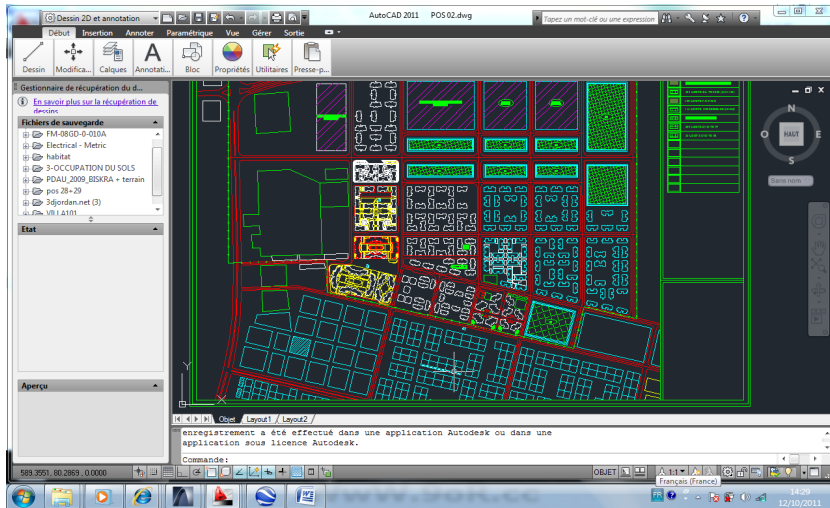 Dessin 2D et annotation
AutoCAD 2011 POS 02.dwg
Tapez un mot-clé ou une expression
Début Insertion Annoter Paramétrique Vue Gérer Sortie
Dessin Modifica... Calques Annotati... Bloc Propriétés Utilitaires Presse-p...
Gestionnaire de récupération du d...
En savoir plus sur la récupération de
dessins
Fichiers de sauvegarde
FM-08GD-0-010A
Electrical - Metric
habitat
3-OCCUPATION DU SOLS
PDAU_2009_BISKRA + terrain
pos 28+29
3djordan.net (3)
VILLA101
Etat
Aperçu
N
O HAUT E
S
Sans nom
Y
X
Objet Layout1 Layout2
enregistrement a été effectué dans une application Autodesk ou dans une
application sous licence Autodesk.
Commande:
589.3551, 80.2869, 0.0000
OBJET
1:1
Français (France)
FR
14:29
12/10/2011